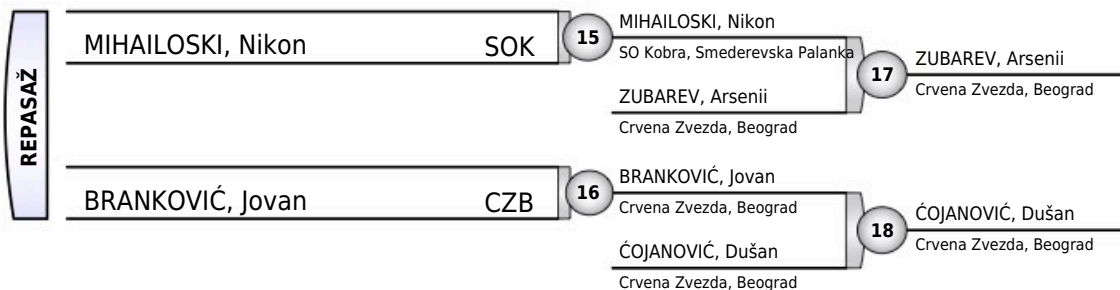 REPASAŽ
MIHAILOSKI, Nikon SOK
15
MIHAILOSKI, Nikon
SO Kobra, Smederevska Palanka
ZUBAREV, Arsenii
Crvena Zvezda, Beograd
17
ZUBAREV, Arsenii
Crvena Zvezda, Beograd
BRANKOVIĆ, Jovan CZB
16
BRANKOVIĆ, Jovan
Crvena Zvezda, Beograd
ĆOJANOVIĆ, Dušan
Crvena Zvezda, Beograd
18
ĆOJANOVIĆ, Dušan
Crvena Zvezda, Beograd